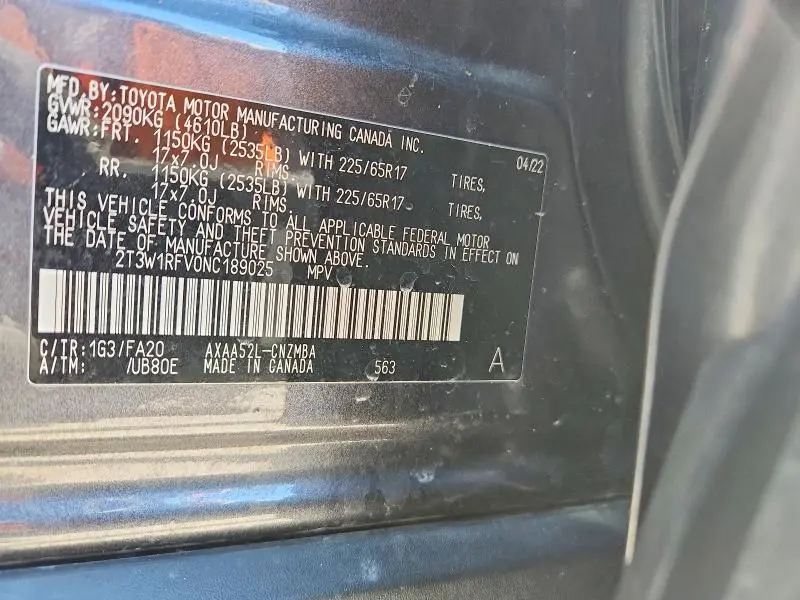 MFD.BY:TOYOTA MOTOR MANUFACTURING CANADA INC.
GVWR:2090KG (4610LB) 04/22
GAWR:FRT. 1150KG (2535LB) WITH 225/65R17 TIRES,
17x7.0J RIMS.
RR. 1150KG (2535LB) WITH 225/65R17 TIRES,
17x7.0J RIMS.
THIS VEHICLE CONFORMS TO ALL APPLICABLE FEDERAL MOTOR
VEHICLE SAFETY AND THEFT PREVENTION STANDARDS IN EFFECT ON
THE DATE OF MANUFACTURE SHOWN ABOVE.
2T3W1RFV0NC189025 MPV
C/TR:1G3/FA20 AXAA52L-CNZMBA
A/TM: /UB80E MADE IN CANADA 563 A